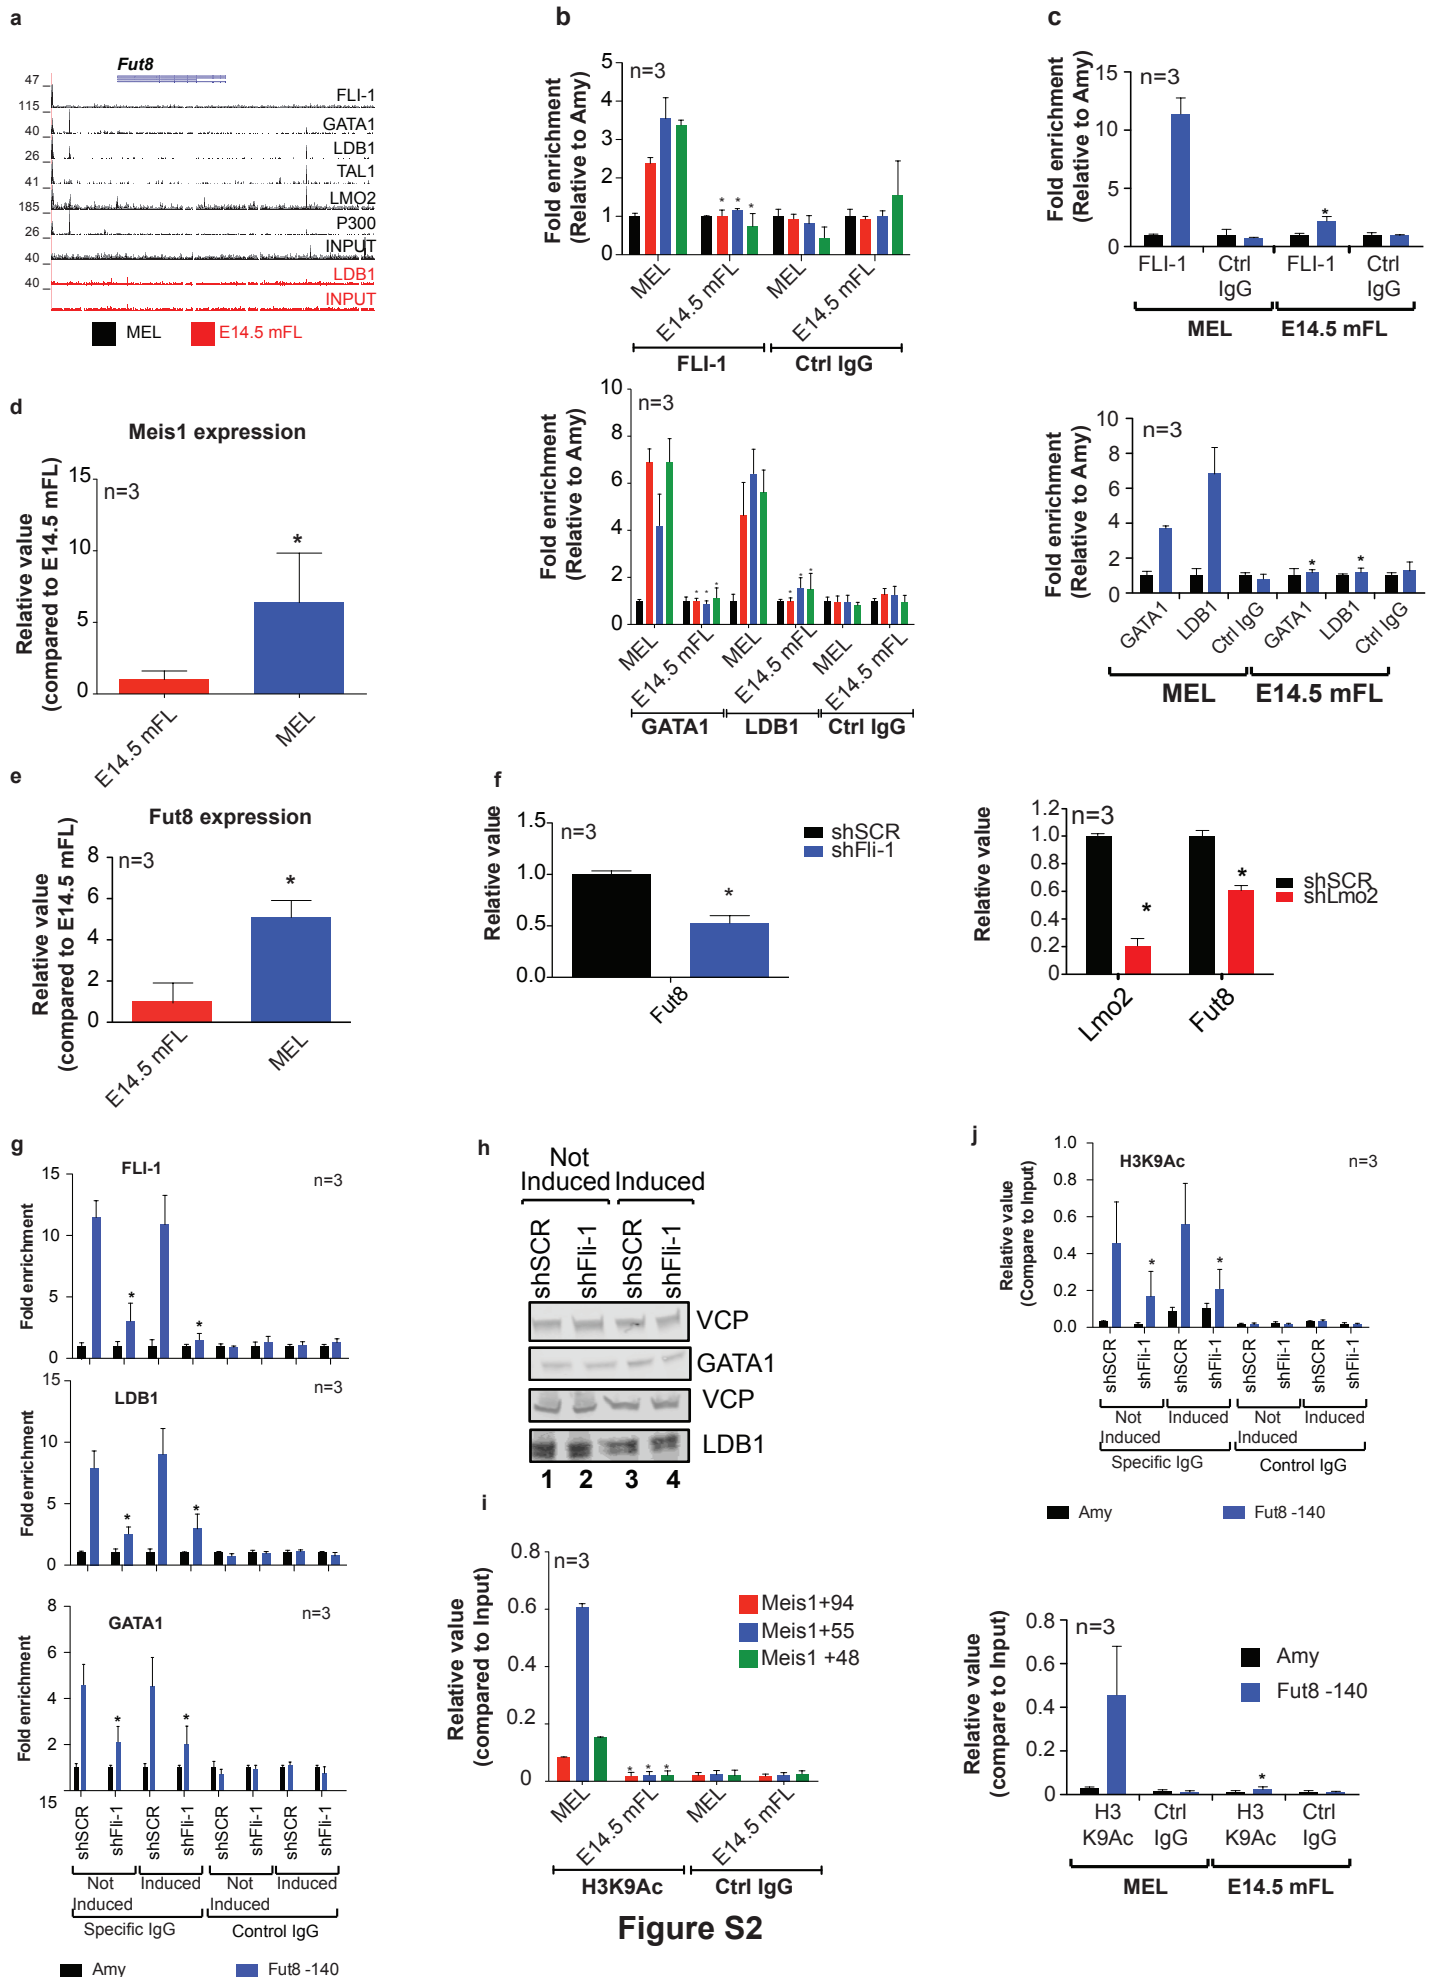 a
Fut8
47
FLI-1
115
GATA1
40
LDB1
26
TAL1
41
LMO2
185
P300
26
INPUT
40
LDB1
40
INPUT
MEL
E14.5 mFL
b
Fold enrichment
(Relative to Amy)
n=3
5
4
3
2
1
0
MEL
E14.5 mFL
MEL
E14.5 mFL
FLI-1
Ctrl IgG
Fold enrichment
(Relative to Amy)
n=3
10
8
6
4
2
0
MEL
E14.5 mFL
MEL
E14.5 mFL
MEL
E14.5 mFL
GATA1
LDB1
Ctrl IgG
c
Fold enrichment
(Relative to Amy)
n=3
15
10
5
0
FLI-1
Ctrl
IgG
FLI-1
Ctrl
IgG
MEL
E14.5 mFL
Fold enrichment
(Relative to Amy)
n=3
10
8
6
4
2
0
GATA1
LDB1
Ctrl IgG
GATA1
LDB1
Ctrl IgG
MEL
E14.5 mFL
d
Meis1 expression
Relative value
(compared to E14.5 mFL)
n=3
15
10
5
0
*
E14.5 mFL
MEL
e
Fut8 expression
Relative value
(compared to E14.5 mFL)
n=3
8
6
4
2
0
*
E14.5 mFL
MEL
f
Relative value
n=3
1.5
1.0
0.5
0.0
*
Fut8
shSCR
shFli-1
Relative value
n=3
1.2
1.0
0.8
0.6
0.4
0.2
0
*
*
Lmo2
Fut8
shSCR
shLmo2
g
FLI-1
n=3
Fold enrichment
15
10
5
0
*
*
LDB1
n=3
Fold enrichment
15
10
5
0
*
*
GATA1
n=3
Fold enrichment
8
6
4
2
15
*
*
shSCR
shFli-1
shSCR
shFli-1
shSCR
shFli-1
shSCR
shFli-1
Not
Induced
Induced
Not
Induced
Induced
Specific IgG
Control IgG
Amy
Fut8 -140
h
Not
Induced
Induced
shSCR
shFli-1
shSCR
shFli-1
VCP
GATA1
VCP
LDB1
1 2 3 4
i
Relative value
(compared to Input)
n=3
0.8
0.6
0.4
0.2
0
Meis1+94
Meis1+55
Meis1 +48
* * *
MEL
E14.5 mFL
MEL
E14.5 mFL
H3K9Ac
Ctrl IgG
j
H3K9Ac
n=3
Relative value
(Compare to Input)
1.0
0.8
0.6
0.4
0.2
0.0
*
*
shSCR
shFli-1
shSCR
shFli-1
shSCR
shFli-1
shSCR
shFli-1
Not
Induced
Induced
Not
Induced
Induced
Specific IgG
Control IgG
Amy
Fut8 -140
Relative value
(compare to Input)
n=3
0.8
0.6
0.4
0.2
0
Amy
Fut8 -140
*
H3
K9Ac
Ctrl
IgG
H3
K9Ac
Ctrl
IgG
MEL
E14.5 mFL
Figure S2